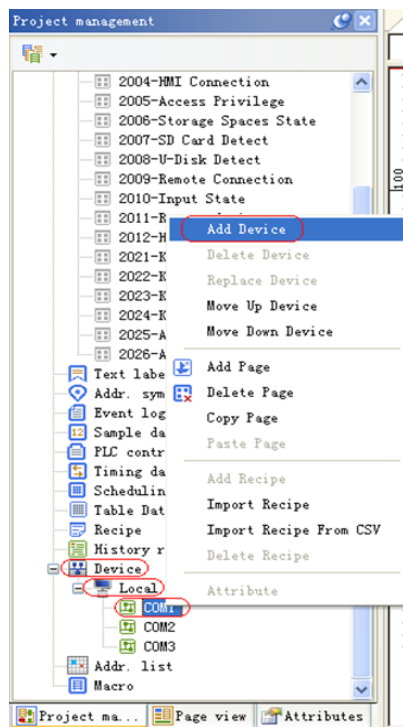 Project management
2004-HMI Connection
2005-Access Privilege
2006-Storage Spaces State
2007-SD Card Detect
2008-U-Disk Detect
2009-Remote Connection
2010-Input State
2011-R
2012-H
2021-K
2022-K
2023-K
2024-K
2025-A
2026-A
Text labe
Addr. sym
Event log
Sample da
PLC contr
Timing da
Schedulin
Table Dat
Recipe
History r
Device
Local
COM1
COM2
COM3
Addr. list
Macro
Add Device
Delete Device
Replace Device
Move Up Device
Move Down Device
Add Page
Delete Page
Copy Page
Paste Page
Add Recipe
Import Recipe
Import Recipe From CSV
Delete Recipe
Attribute
Project ma... Page view Attributes
100